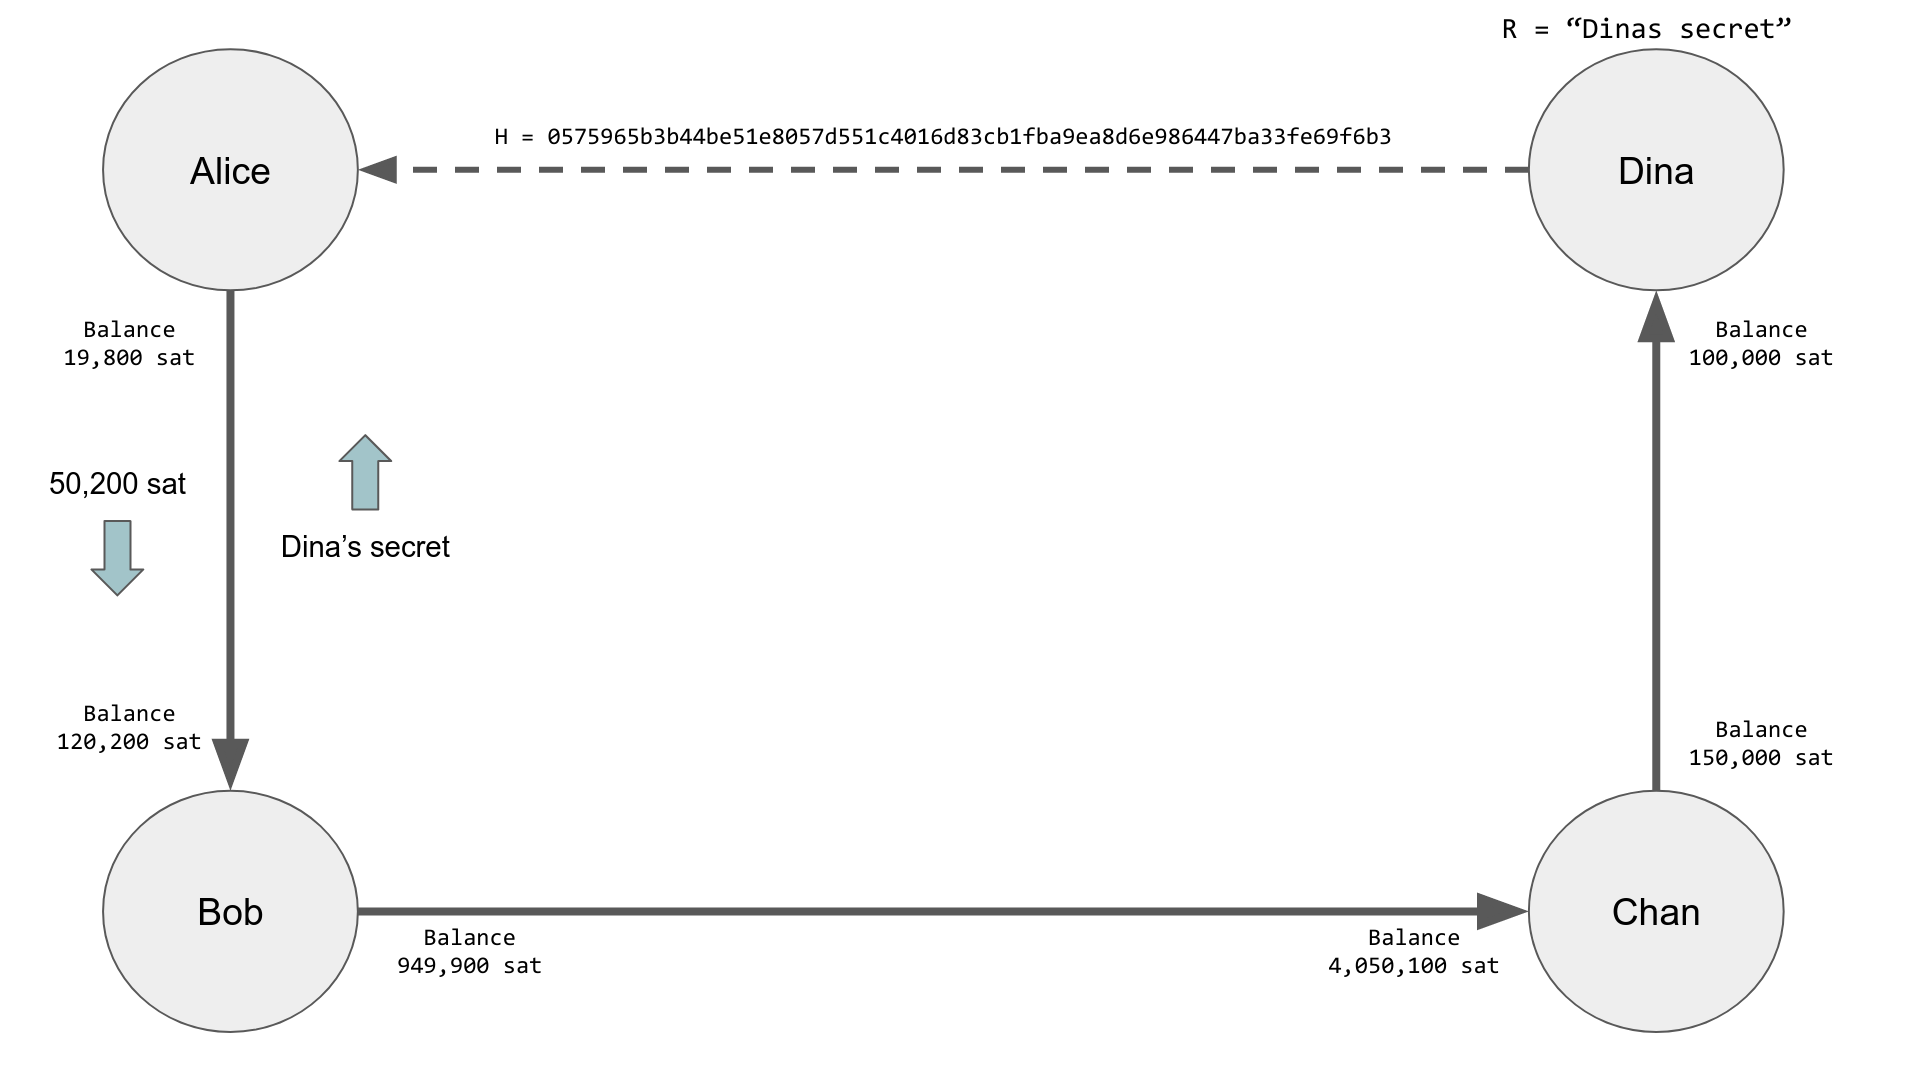 R = “Dinas secret”
Alice
H = 0575965b3b44be51e8057d551c4016d83cb1fba9ea8d6e986447ba33fe69f6b3
Dina
Balance
19,800 sat
Balance
100,000 sat
50,200 sat
Dina’s secret
Balance
120,200 sat
Balance
150,000 sat
Bob
Chan
Balance
949,900 sat
Balance
4,050,100 sat